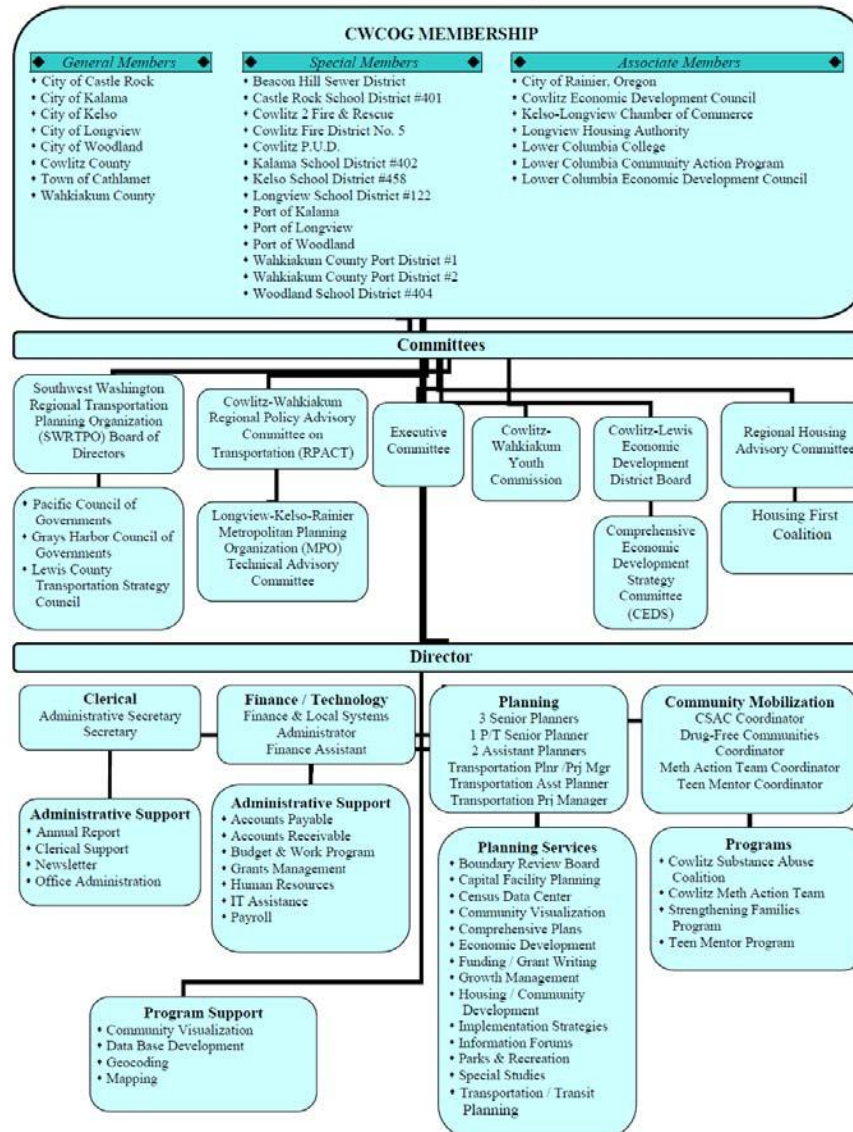 CWCOG MEMBERSHIP
General Members
City of Castle Rock
City of Kalama
City of Kelso
City of Longview
City of Woodland
Cowlitz County
Town of Cathlamet
Wahkiakum County
Special Members
Beacon Hill Sewer District
Castle Rock School District #401
Cowlitz 2 Fire & Rescue
Cowlitz Fire District No. 5
Cowlitz P.U.D.
Kalama School District #402
Kelso School District #458
Longview School District #122
Port of Kalama
Port of Longview
Port of Woodland
Wahkiakum County Port District #1
Wahkiakum County Port District #2
Woodland School District #404
Associate Members
City of Rainier, Oregon
Cowlitz Economic Development Council
Kelso-Longview Chamber of Commerce
Longview Housing Authority
Lower Columbia College
Lower Columbia Community Action Program
Lower Columbia Economic Development Council
Committees
Southwest Washington
Regional Transportation
Planning Organization
(SWRTPO) Board of
Directors
Pacific Council of
Governments
Grays Harbor Council of
Governments
Lewis County
Transportation Strategy
Council
Cowlitz-Wahkiakum
Regional Policy Advisory
Committee on
Transportation (RPACT)
Longview-Kelso-Rainier
Metropolitan Planning
Organization (MPO)
Technical Advisory
Committee
Executive
Committee
Cowlitz-
Wahkiakum
Youth
Commission
Cowlitz-Lewis
Economic
Development
District Board
Comprehensive
Economic
Development
Strategy
Committee
(CEDS)
Regional Housing
Advisory Committee
Housing First
Coalition
Director
Clerical
Administrative Secretary
Secretary
Administrative Support
Annual Report
Clerical Support
Newsletter
Office Administration
Finance / Technology
Finance & Local Systems
Administrator
Finance Assistant
Administrative Support
Accounts Payable
Accounts Receivable
Budget & Work Program
Grants Management
Human Resources
IT Assistance
Payroll
Planning
3 Senior Planners
1 P/T Senior Planner
2 Assistant Planners
Transportation Plnr /Prj Mgr
Transportation Asst Planner
Transportation Prj Manager
Planning Services
Boundary Review Board
Capital Facility Planning
Census Data Center
Community Visualization
Comprehensive Plans
Economic Development
Funding / Grant Writing
Growth Management
Housing / Community
Development
Implementation Strategies
Information Forums
Parks & Recreation
Special Studies
Transportation / Transit
Planning
Community Mobilization
CSAC Coordinator
Drug-Free Communities
Coordinator
Meth Action Team Coordinator
Teen Mentor Coordinator
Programs
Cowlitz Substance Abuse
Coalition
Cowlitz Meth Action Team
Strengthening Families
Program
Teen Mentor Program
Program Support
Community Visualization
Data Base Development
Geocoding
Mapping